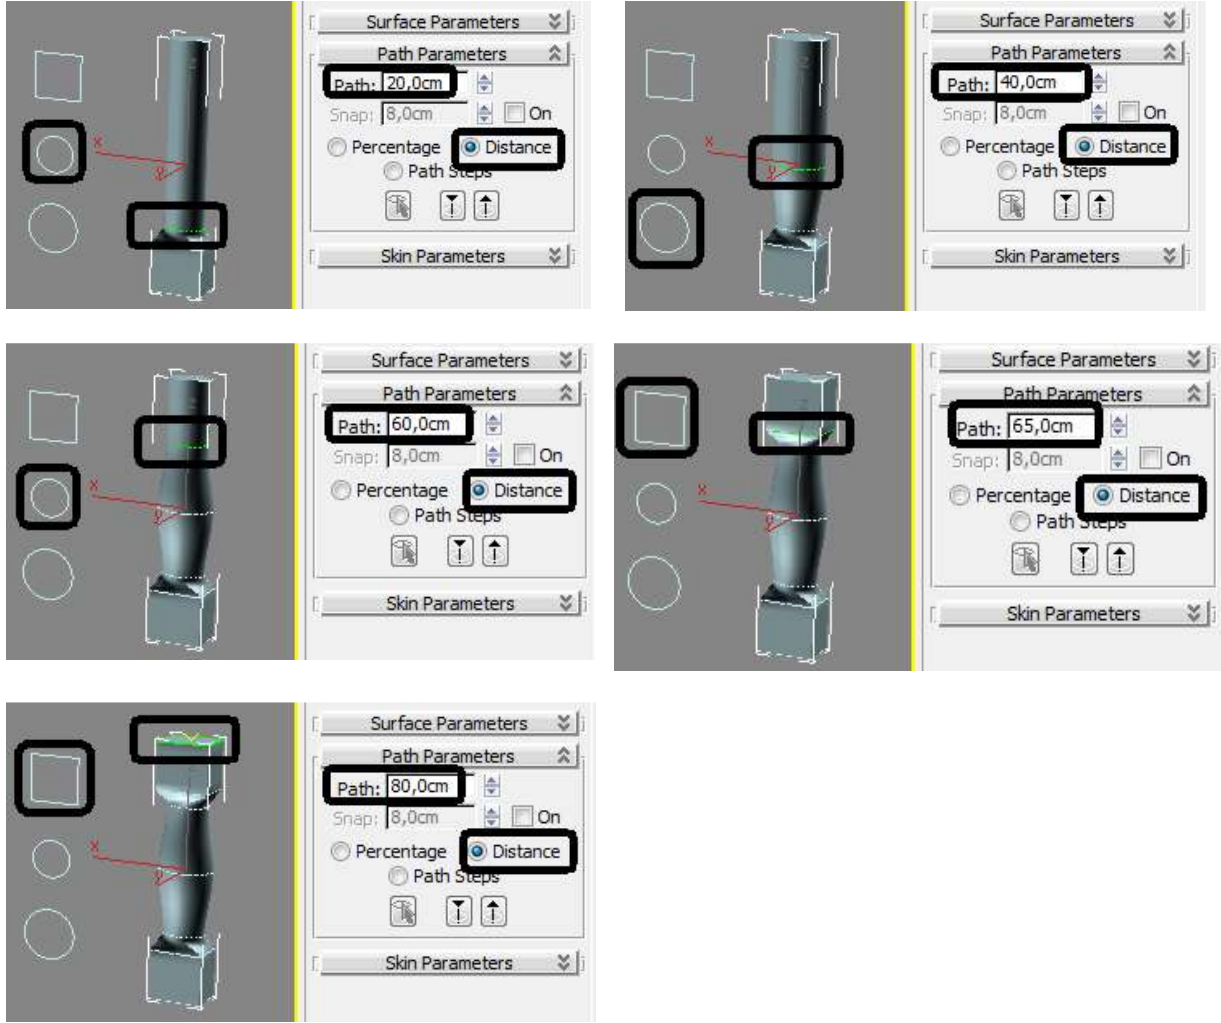 Surface Parameters
Path Parameters
Path: 20,0cm
Snap: 8,0cm On
Percentage Distance
Path Steps
Skin Parameters
x
y
z
Surface Parameters
Path Parameters
Path: 40,0cm
Snap: 8,0cm On
Percentage Distance
Path Steps
Skin Parameters
x
y
z
Surface Parameters
Path Parameters
Path: 60,0cm
Snap: 8,0cm On
Percentage Distance
Path Steps
Skin Parameters
x
y
Surface Parameters
Path Parameters
Path: 65,0cm
Snap: 8,0cm On
Percentage Distance
Path Steps
Skin Parameters
x
y
Surface Parameters
Path Parameters
Path: 80,0cm
Snap: 8,0cm On
Percentage Distance
Path Steps
Skin Parameters
x
y